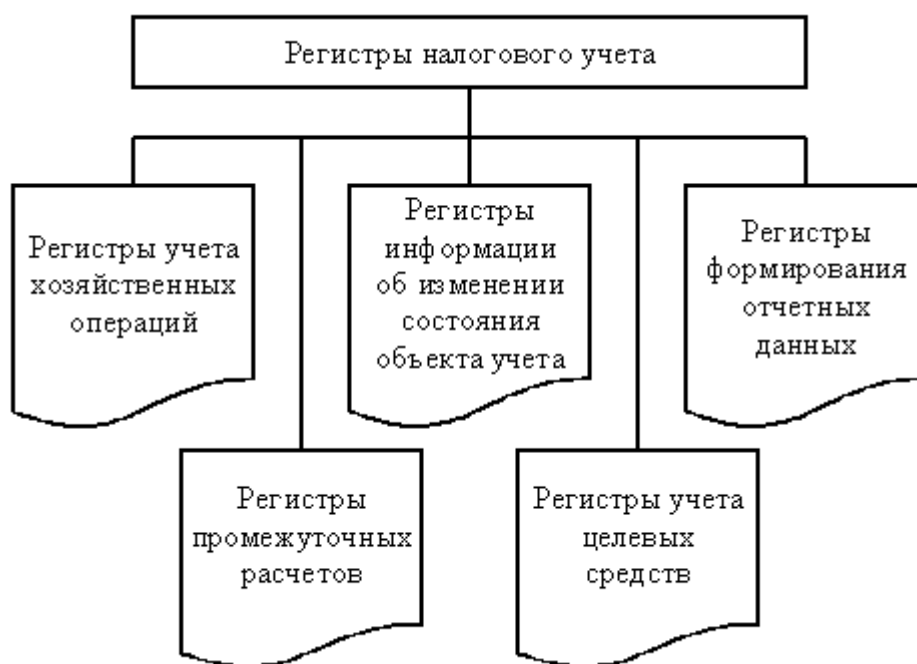 Регистры налогового учета
Регистры учета
хозяйственных
операций
Регистры
информации
об изменении
состояния
объекта учета
Регистры
формирования
отчетных
данных
Регистры
промежуточных
расчетов
Регистры учета
целевых
средств